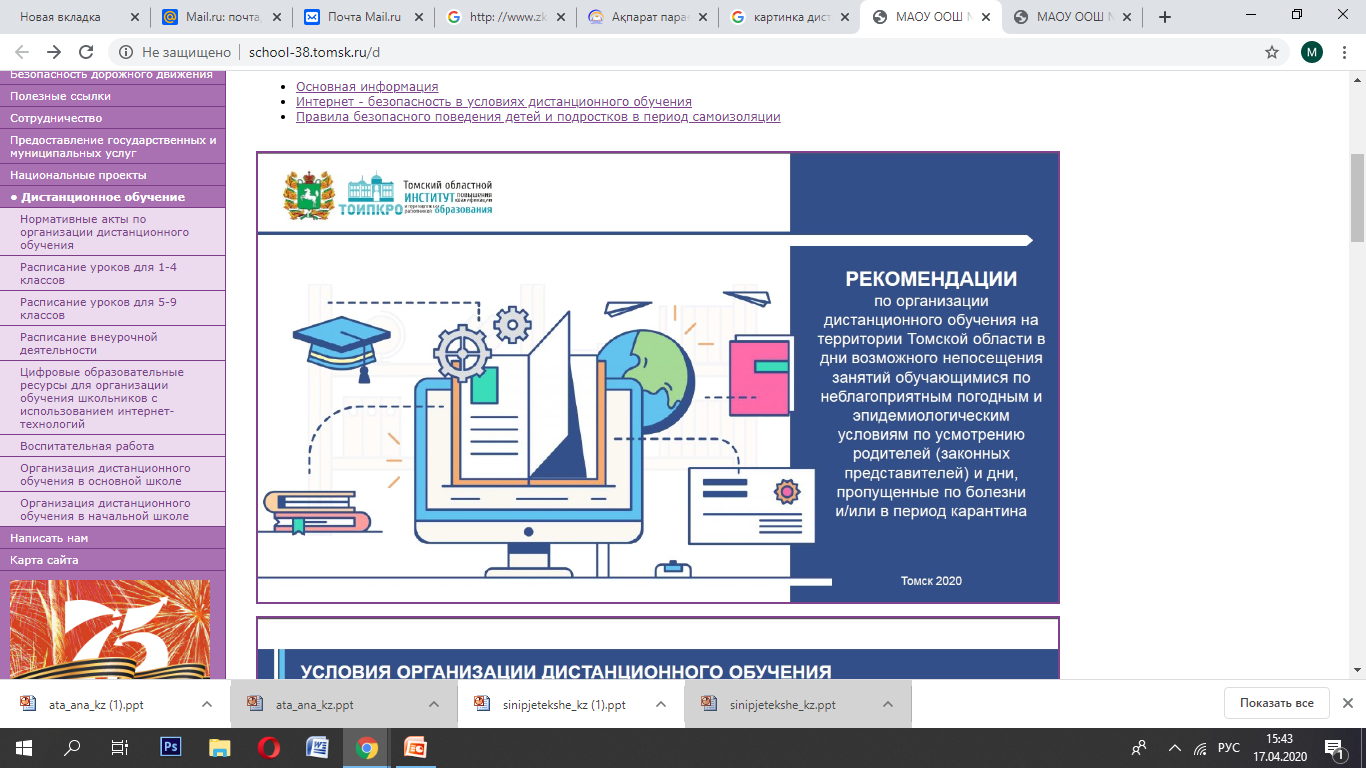 Новая вкладка
Mail.ru: почта,
Почта Mail.ru
http: //www.zk
Ақпарат пара
картинка дист
МАОУ ООШ N
МАОУ ООШ N
Не защищено
school-38.tomsk.ru/d
M
Безопасность дорожного движения
Полезные ссылки
Сотрудничество
Предоставление государственных и
муниципальных услуг
Национальные проекты
● Дистанционное обучение
Нормативные акты по
организации дистанционного
обучения
Расписание уроков для 1-4
классов
Расписание уроков для 5-9
классов
Расписание внеурочной
деятельности
Цифровые образовательные
ресурсы для организации
обучения школьников с
использованием интернет-
технологий
Воспитательная работа
Организация дистанционного
обучения в основной школе
Организация дистанционного
обучения в начальной школе
Написать нам
Карта сайта
75
Основная информация
Интернет - безопасность в условиях дистанционного обучения
Правила безопасного поведения детей и подростков в период самоизоляции
Томский областной
ИНСТИТУТ повышения
квалификации
ТОИПКРО
и переподготовки
работников образования
РЕКОМЕНДАЦИИ
по организации
дистанционного обучения на
территории Томской области в
дни возможного непосещения
занятий обучающимися по
неблагоприятным погодным и
эпидемиологическим
условиям по усмотрению
родителей (законных
представителей) и дни,
пропущенные по болезни
и/или в период карантина
Томск 2020
УСЛОВИЯ ОРГАНИЗАЦИИ ДИСТАНЦИОННОГО ОБУЧЕНИЯ
ata_ana_kz (1).ppt
ata_ana_kz.ppt
sinipjetekshe_kz (1).ppt
sinipjetekshe_kz.ppt
Показать все
Ps
РУС
15:43
17.04.2020
1